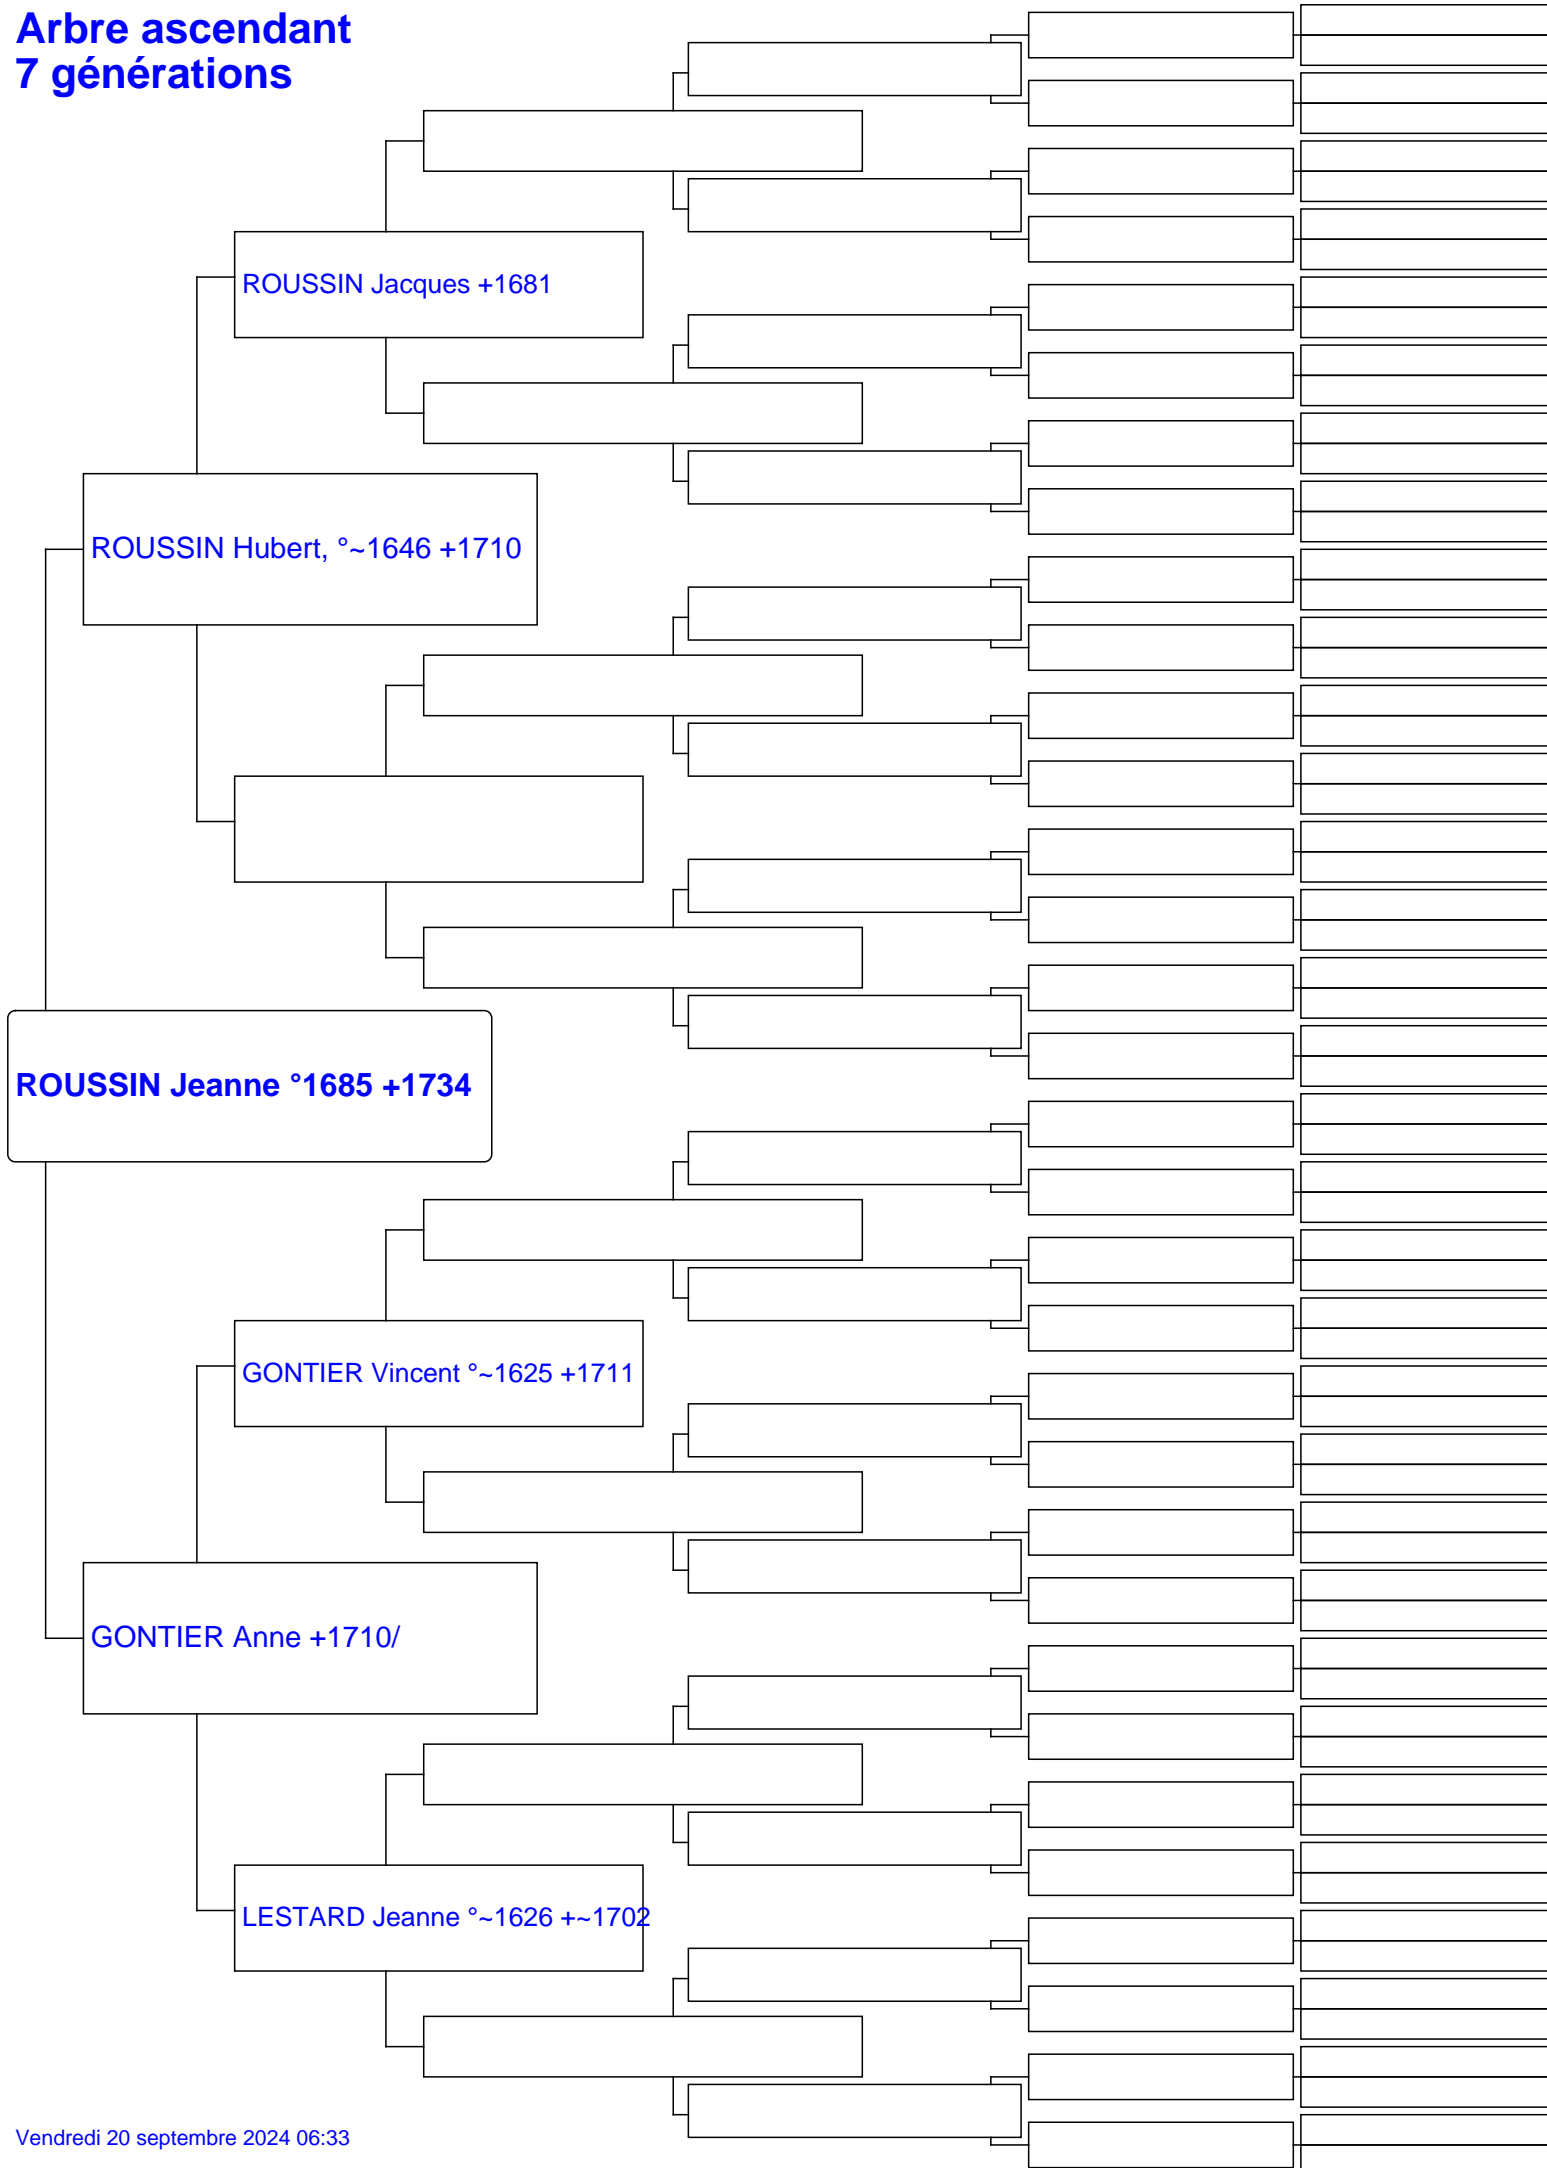 Arbre ascendant
7 générations
ROUSSIN Jacques +1681
ROUSSIN Hubert, °~1646 +1710
ROUSSIN Jeanne °1685 +1734
GONTIER Vincent °~1625 +1711
GONTIER Anne +1710/
LESTARD Jeanne °~1626 +~1702
Vendredi 20 septembre 2024 06:33